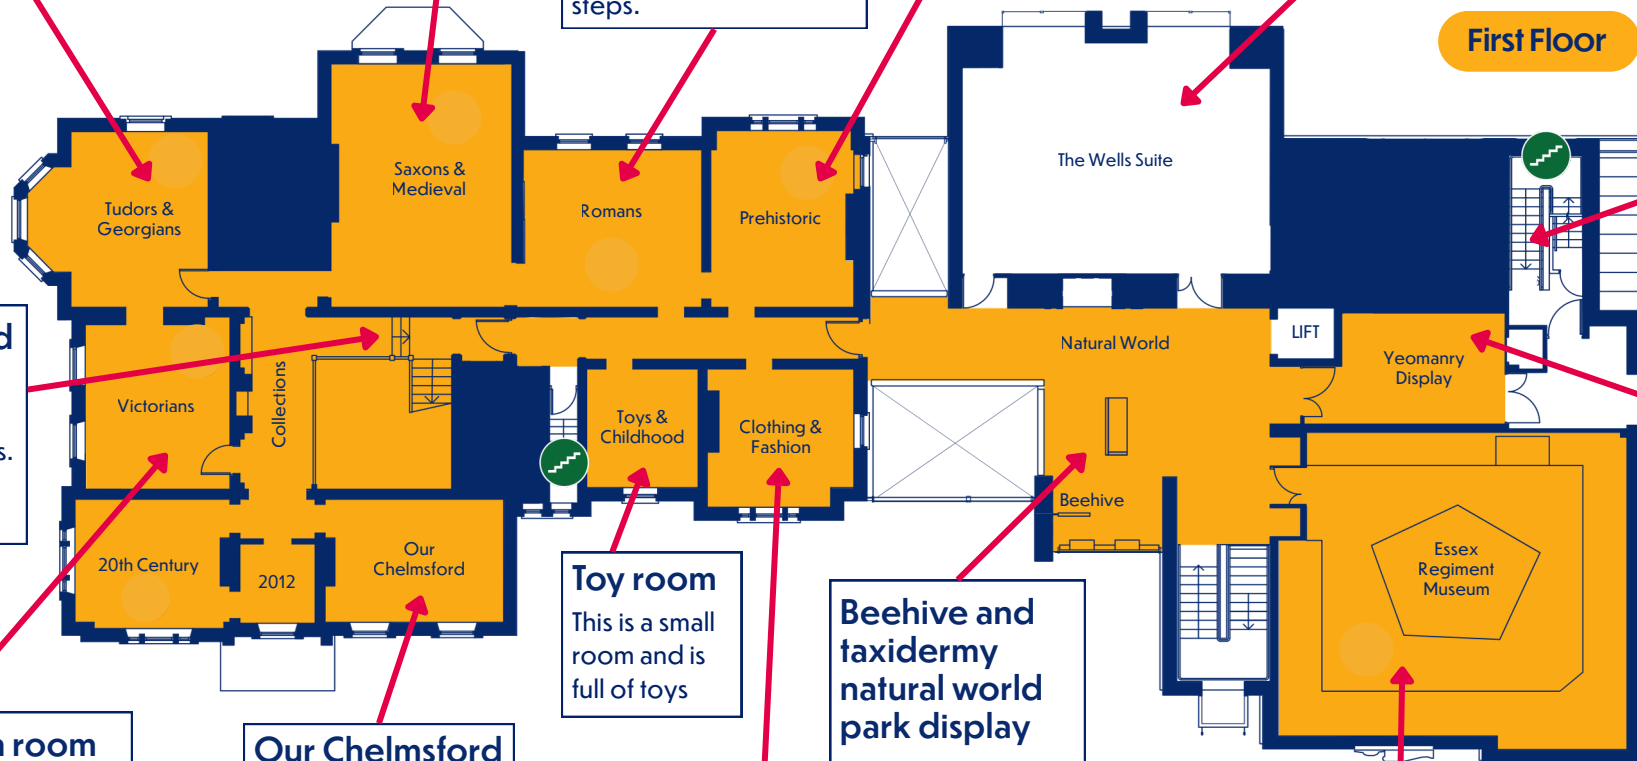 steps.
First Floor
The Wells Suite
Saxons &
Medieval
Tudors &
Georgians
Romans
Prehistoric
d
LIFT
Natural World
Yeomanry
Display
Victorians
Collections
s.
Toys &
Childhood
Clothing &
Fashion
Beehive
20th Century
2012
Our
Chelmsford
Essex
Regiment
Museum
Toy room
This is a small
room and is
full of toys
Beehive and
taxidermy
natural world
park display
room
Our Chelmsford